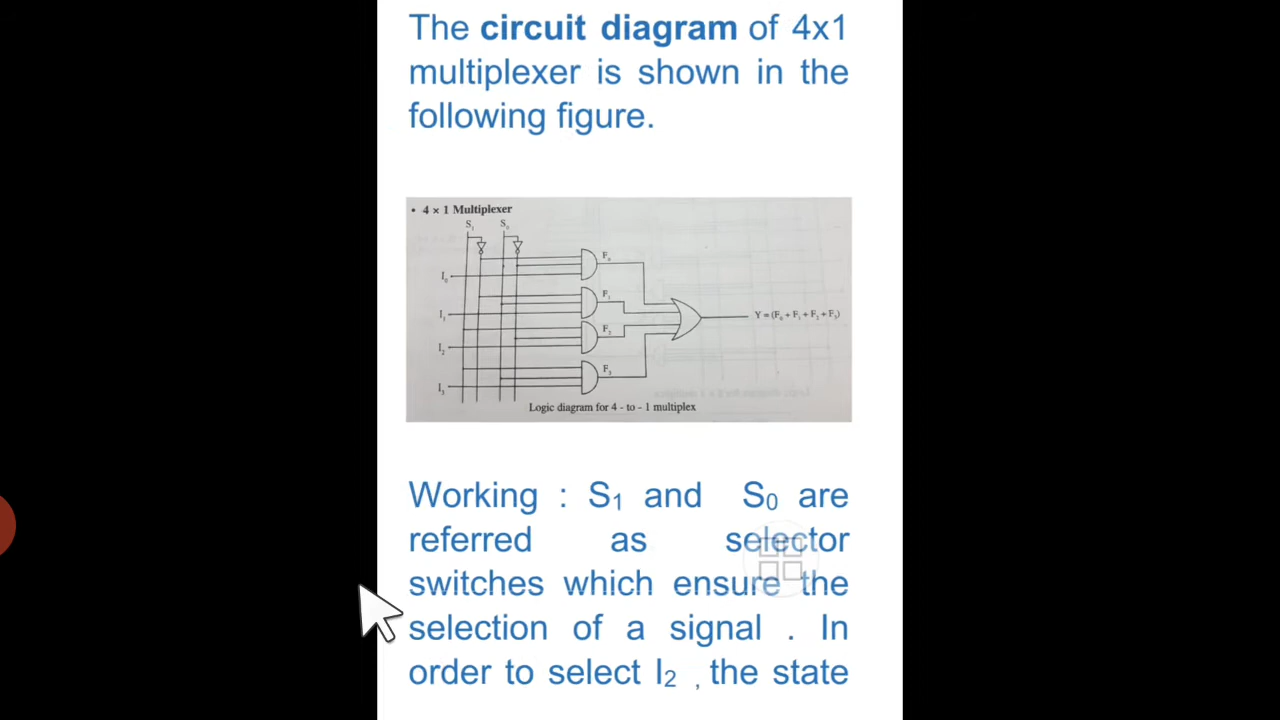 The circuit diagram of 4x1
multiplexer is shown in the
following figure.
• 4 × 1 Multiplexer
S₁ S₀
I₀
I₁
I₂
I₃
F₀
F₁
F₂
F₃
Y = (F₀ + F₁ + F₂ + F₃)
Logic diagram for 4 - to - 1 multiplex
Working : S₁ and S₀ are
referred as selector
switches which ensure the
selection of a signal . In
order to select I₂ , the state